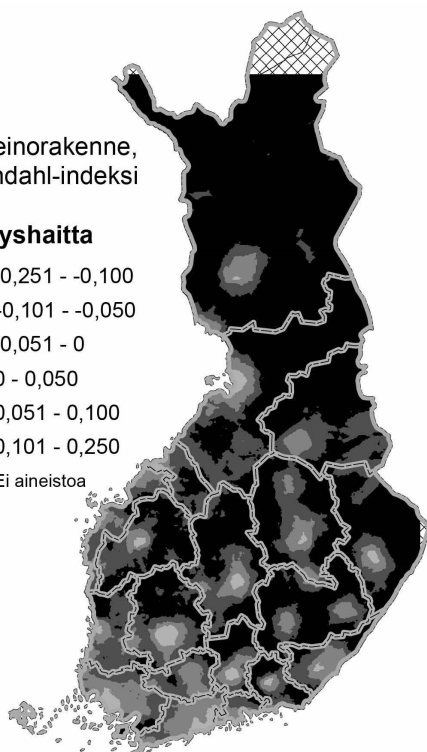 einorakenne,
ndahl-indeksi
yshaitta
0,251 - -0,100
-0,101 - -0,050
0,051 - 0
0 - 0,050
0,051 - 0,100
0,101 - 0,250
Ei aineistoa